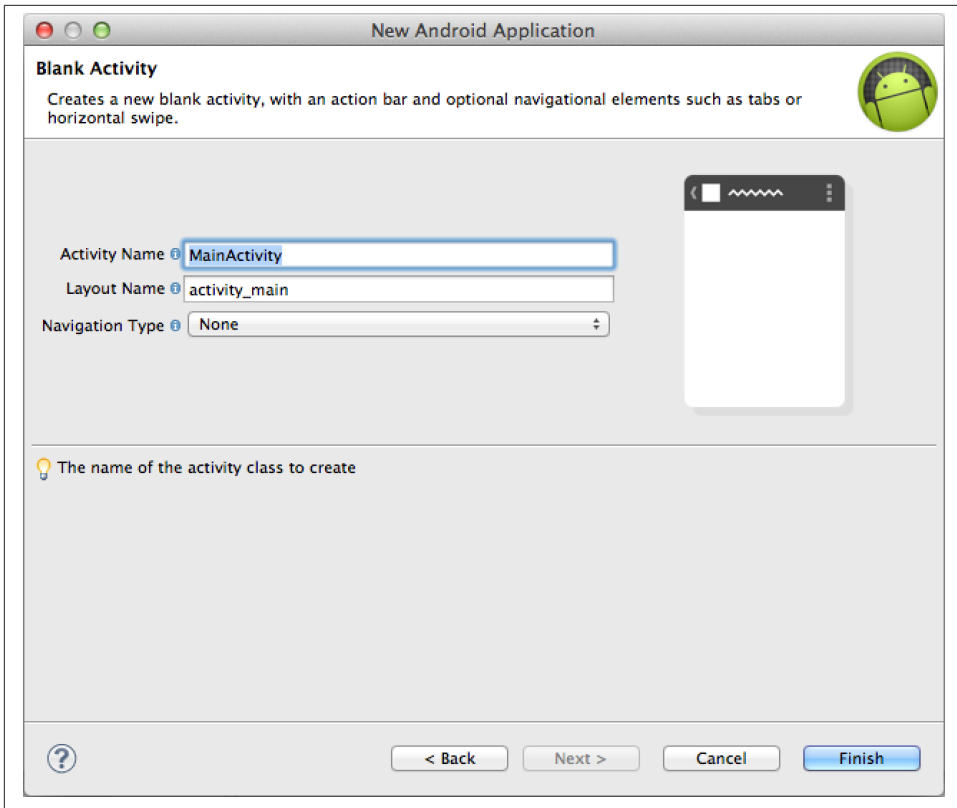 New Android Application
Blank Activity
Creates a new blank activity, with an action bar and optional navigational elements such as tabs or
horizontal swipe.
Activity Name MainActivity
Layout Name activity_main
Navigation Type None
The name of the activity class to create
? < Back Next > Cancel Finish